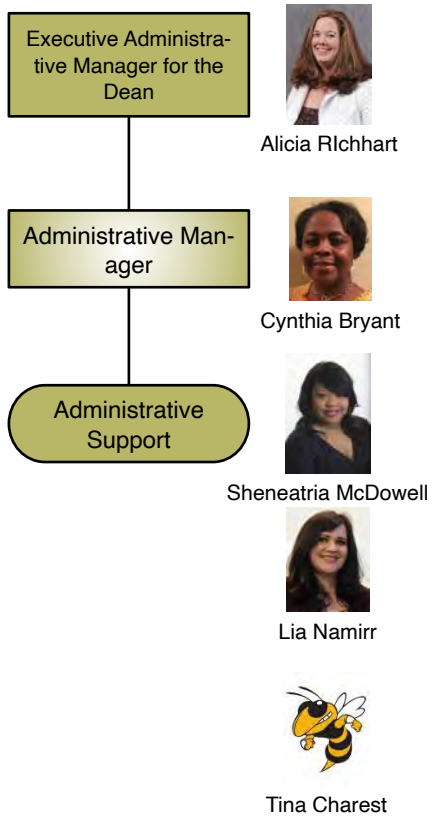 Executive Administra-
tive Manager for the
Dean
Alicia RIchhart
Administrative Man-
ager
Cynthia Bryant
Administrative
Support
Sheneatria McDowell
Lia Namirr
Tina Charest